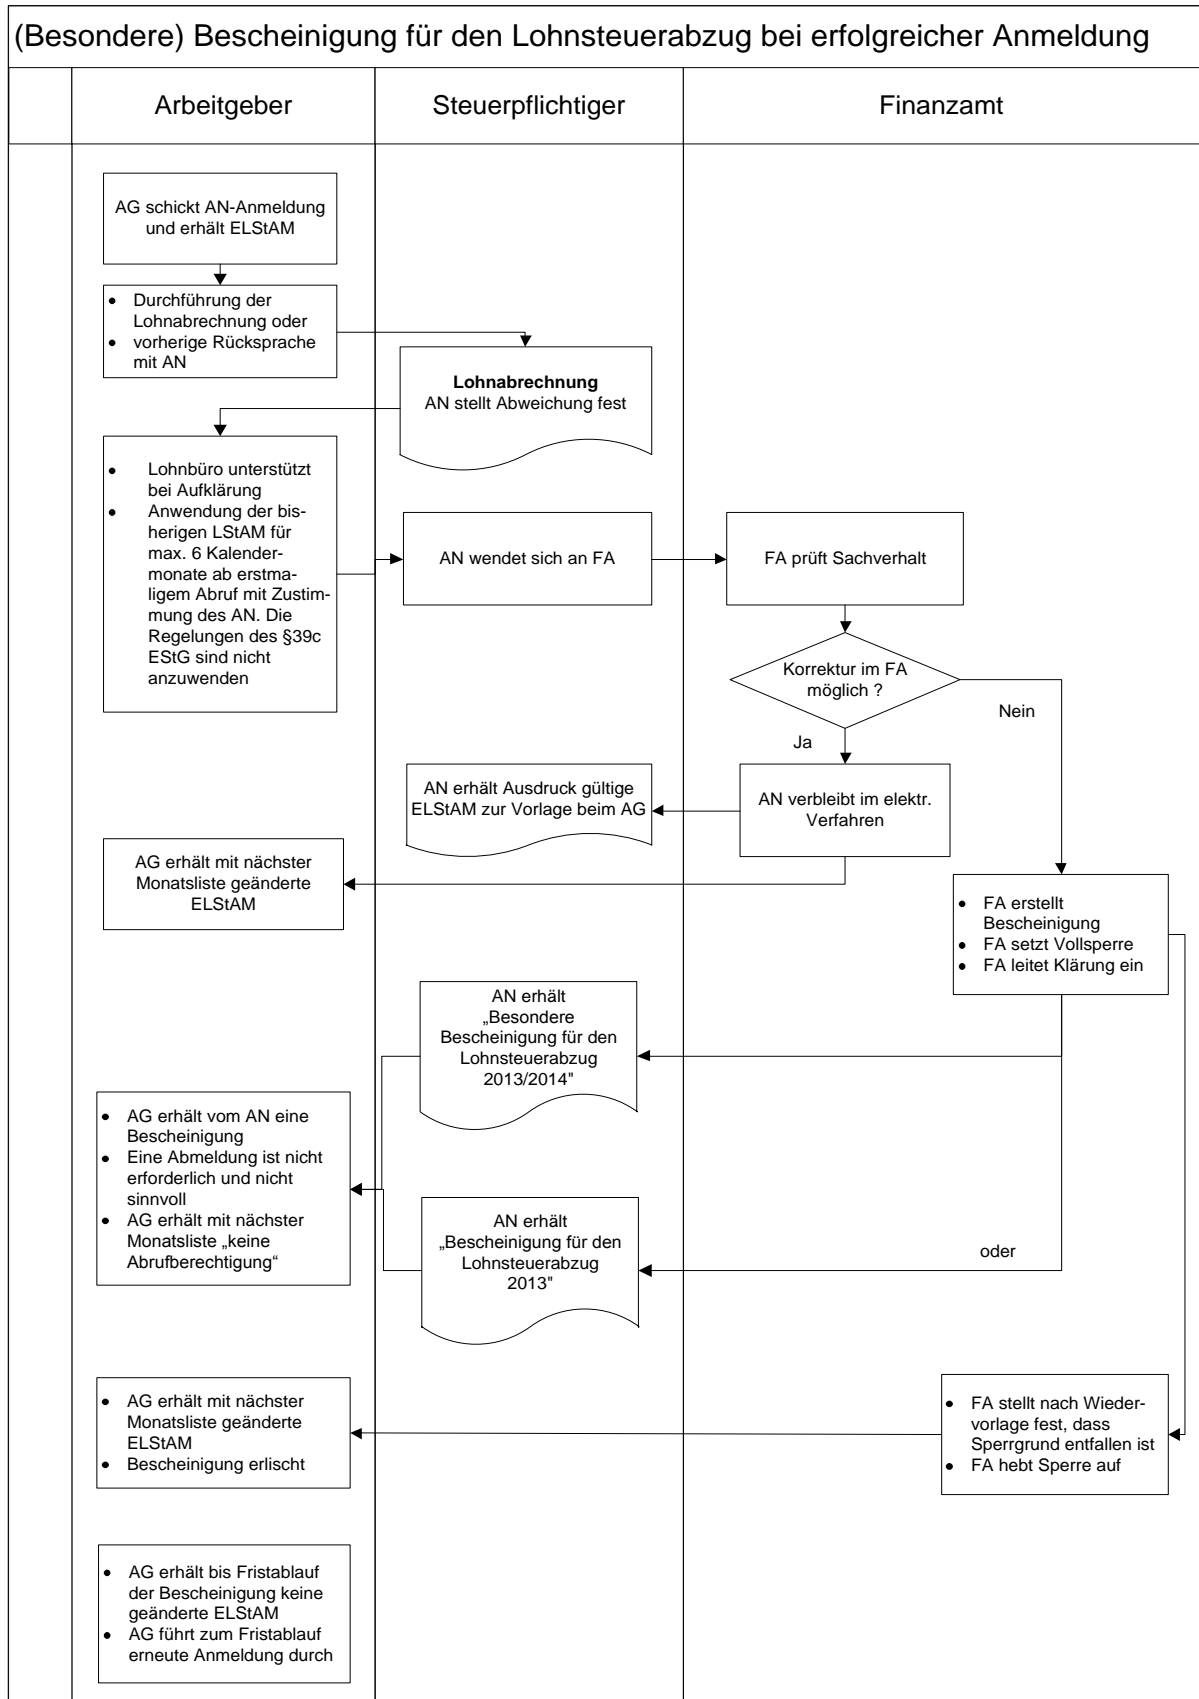 (Besondere) Bescheinigung für den Lohnsteuerabzug bei erfolgreicher Anmeldung
Arbeitgeber
Steuerpflichtiger
Finanzamt
AG schickt AN-Anmeldung
und erhält ELStAM
• Durchführung der
Lohnabrechnung oder
• vorherige Rücksprache
mit AN
Lohnabrechnung
AN stellt Abweichung fest
• Lohnbüro unterstützt
bei Aufklärung
• Anwendung der bis-
herigen LStAM für
max. 6 Kalender-
monate ab erstma-
ligem Abruf mit Zustim-
mung des AN. Die
Regelungen des §39c
EStG sind nicht
anzuwenden
AN wendet sich an FA
FA prüft Sachverhalt
Korrektur im FA
möglich ?
Nein
Ja
AN verbleibt im elektr.
Verfahren
AN erhält Ausdruck gültige
ELStAM zur Vorlage beim AG
AG erhält mit nächster
Monatsliste geänderte
ELStAM
• FA erstellt
Bescheinigung
• FA setzt Vollsperre
• FA leitet Klärung ein
AN erhält
„Besondere
Bescheinigung für den
Lohnsteuerabzug
2013/2014"
• AG erhält vom AN eine
Bescheinigung
• Eine Abmeldung ist nicht
erforderlich und nicht
sinnvoll
• AG erhält mit nächster
Monatsliste „keine
Abrufberechtigung“
AN erhält
„Bescheinigung für den
Lohnsteuerabzug
2013"
oder
• AG erhält mit nächster
Monatsliste geänderte
ELStAM
• Bescheinigung erlischt
• FA stellt nach Wieder-
vorlage fest, dass
Sperrgrund entfallen ist
• FA hebt Sperre auf
• AG erhält bis Fristablauf
der Bescheinigung keine
geänderte ELStAM
• AG führt zum Fristablauf
erneute Anmeldung durch